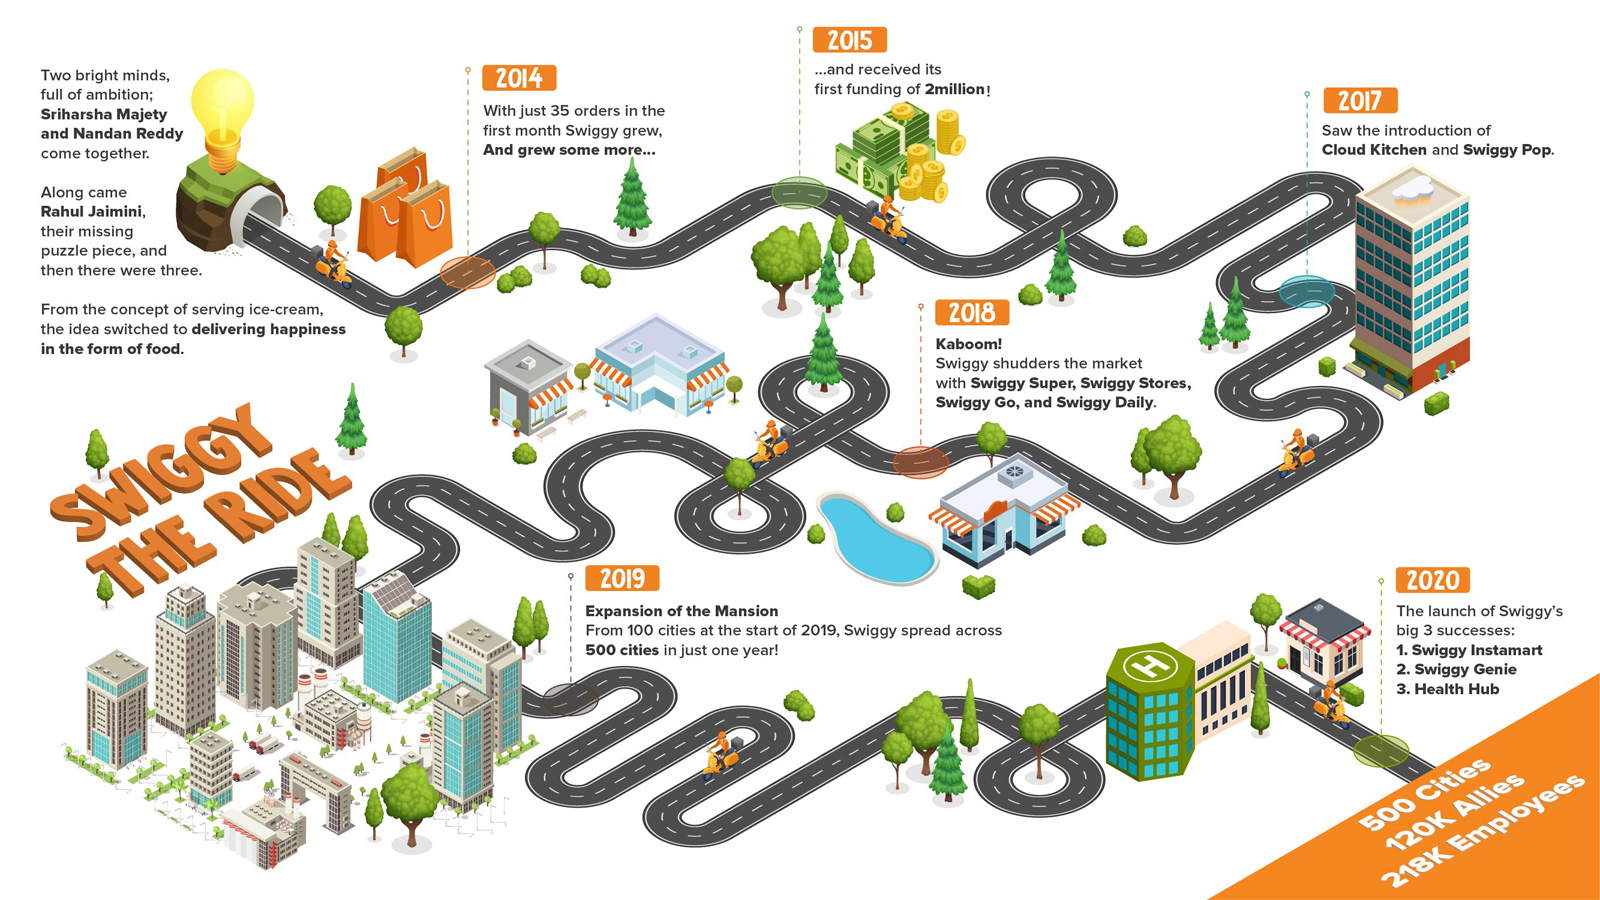 Two bright minds,
full of ambition;
Sriharsha Majety
and Nandan Reddy
come together.
Along came
Rahul Jaimini,
their missing
puzzle piece, and
then there were three.
From the concept of serving ice-cream,
the idea switched to delivering happiness
in the form of food.
2014
With just 35 orders in the
first month Swiggy grew,
And grew some more...
2015
...and received its
first funding of 2million!
2017
Saw the introduction of
Cloud Kitchen and Swiggy Pop.
2018
Kaboom!
Swiggy shudders the market
with Swiggy Super, Swiggy Stores,
Swiggy Go, and Swiggy Daily.
SWIGGY
THE RIDE
2019
Expansion of the Mansion
From 100 cities at the start of 2019, Swiggy spread across
500 cities in just one year!
2020
The launch of Swiggy's
big 3 successes:
1. Swiggy Instamart
2. Swiggy Genie
3. Health Hub
H
500 Cities
120K Allies
218K Employees